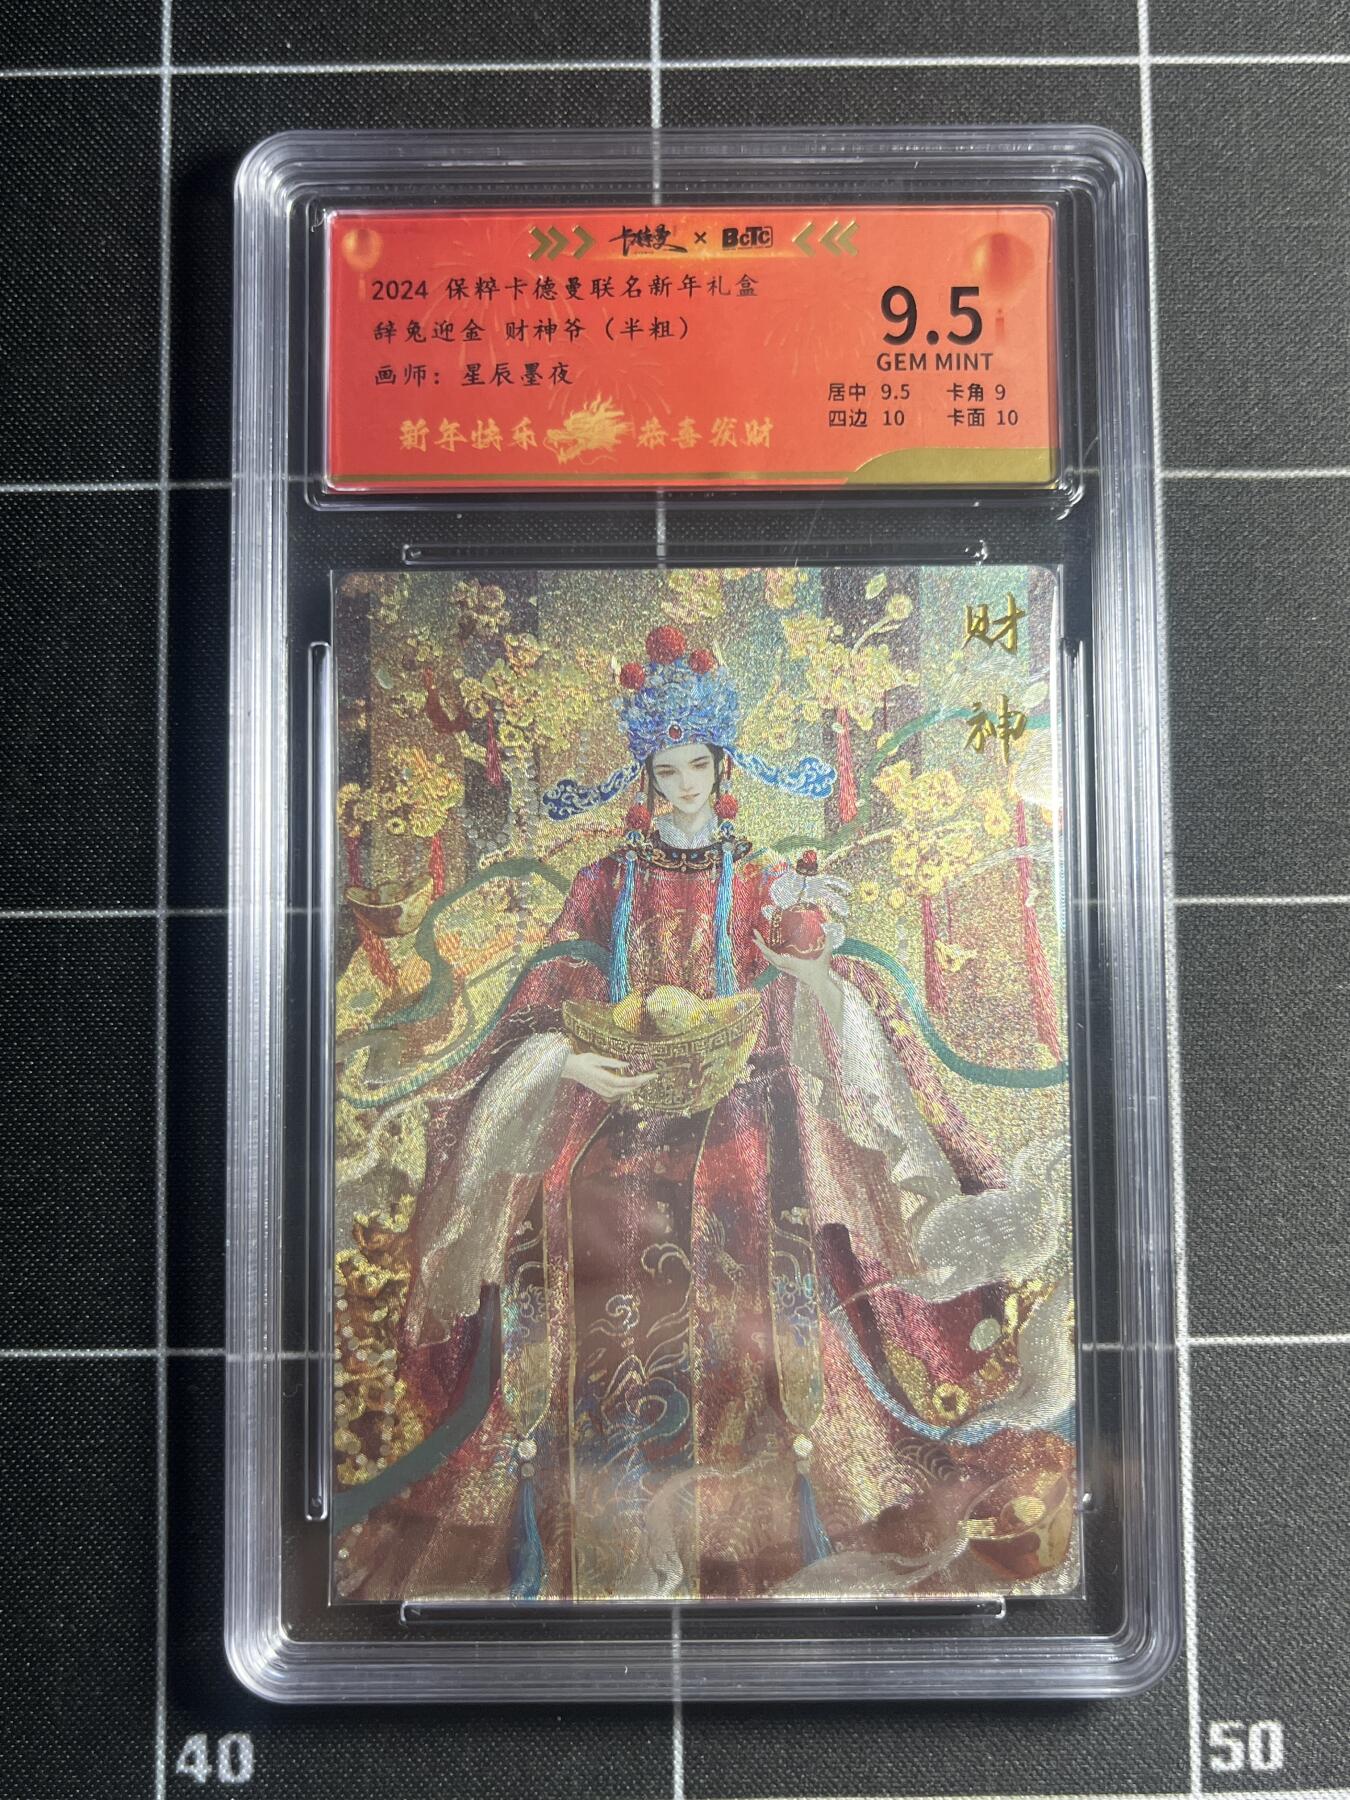 卡德曼 × BCTC
2024 保粹卡德曼联名新年礼盒
辞兔迎金 财神爷（半粗）
画师：星辰墨夜
新年快乐 恭喜发财
9.5
GEM MINT
居中 9.5 卡角 9
四边 10 卡面 10
财
神
40
50